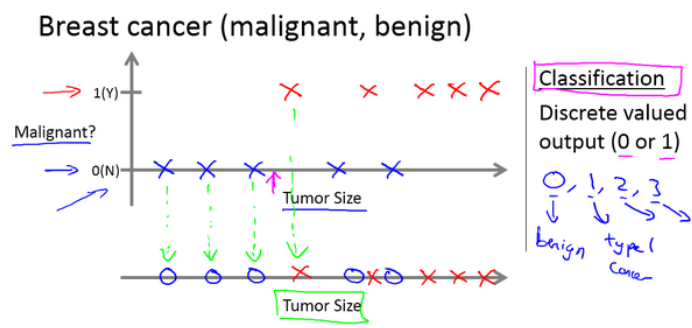 Breast cancer (malignant, benign)
1(Y)
Malignant?
0(N)
Tumor Size
Tumor Size
Classification
Discrete valued
output (0 or 1)
0, 1, 2, 3
benign
type 1
cancer